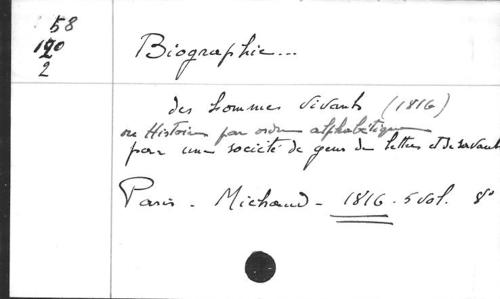 58
120
2
Biographie...
des hommes vivants (1816)
ou Histoire par ordre alphabétique
par une société de gens de lettres et de savants
Paris - Michaud - 1816 - 5 vol. 8°